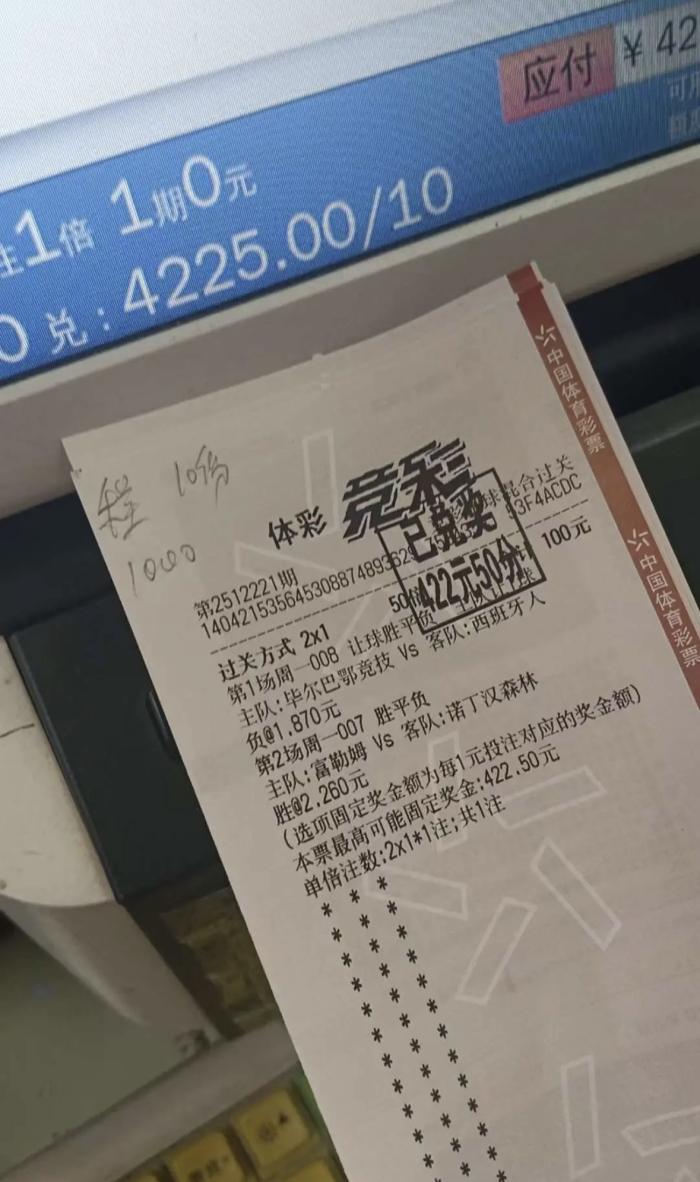 应付 ￥42
1倍 1期0元
0 兑：4225.00/10
中国体育彩票
中国体育彩票
10倍
1000
体彩 竞彩
球混合过关
已兑奖
422元50分
第2512221期
53F4ACDC
50倍
100元
过关方式 2x1
第1场周一008 让球胜平负
主队:毕尔巴鄂竞技 Vs 客队:西班牙人
负@1.870元
第2场周一007 胜平负
主队:富勒姆 Vs 客队:诺丁汉森林
胜@2.260元
(选项固定奖金额为每1元投注对应的奖金额)
本票最高可能固定奖金:422.50元
单倍注数:2x1*1注;共1注